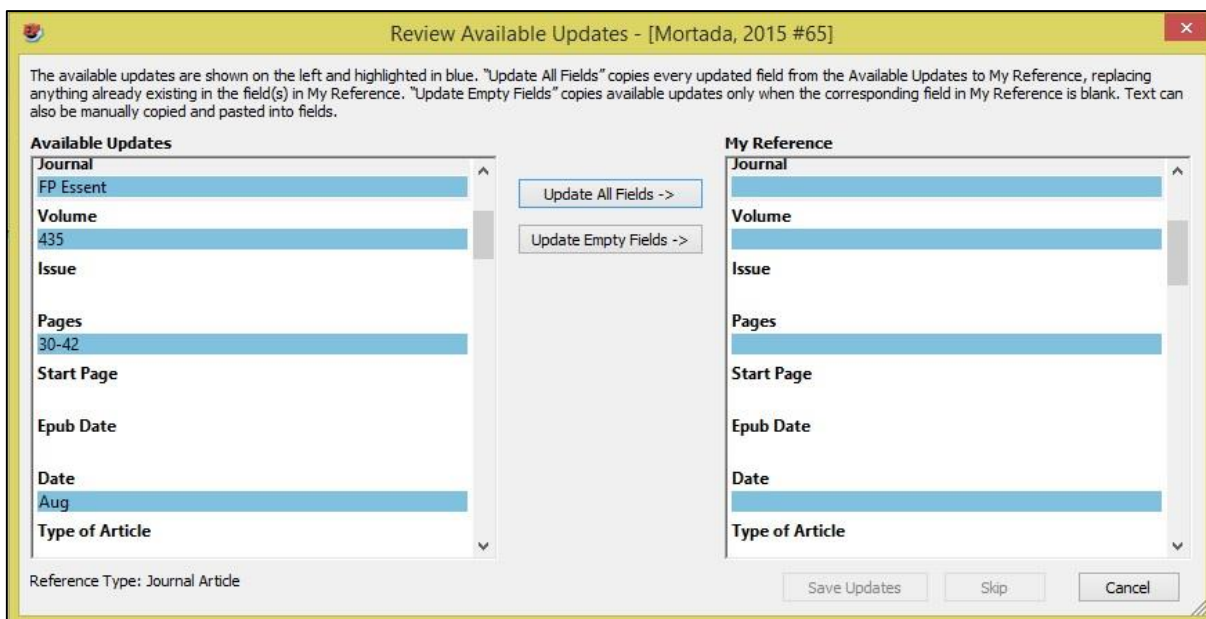 Review Available Updates - [Mortada, 2015 #65]
The available updates are shown on the left and highlighted in blue. "Update All Fields" copies every updated field from the Available Updates to My Reference, replacing
anything already existing in the field(s) in My Reference. "Update Empty Fields" copies available updates only when the corresponding field in My Reference is blank. Text can
also be manually copied and pasted into fields.
Available Updates
Journal
FP Essent
Volume
435
Issue
Pages
30-42
Start Page
Epub Date
Date
Aug
Type of Article
Update All Fields ->
Update Empty Fields ->
My Reference
Journal
Volume
Issue
Pages
Start Page
Epub Date
Date
Type of Article
Reference Type: Journal Article
Save Updates
Skip
Cancel